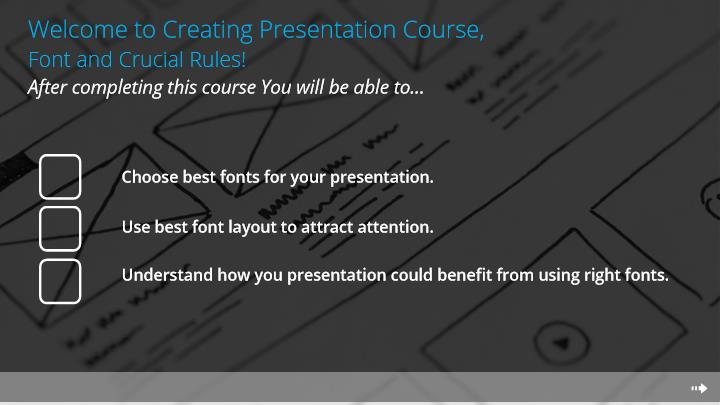 Welcome to Creating Presentation Course,
Font and Crucial Rules!
After completing this course You will be able to...
Choose best fonts for your presentation.
Use best font layout to attract attention.
Understand how you presentation could benefit from using right fonts.